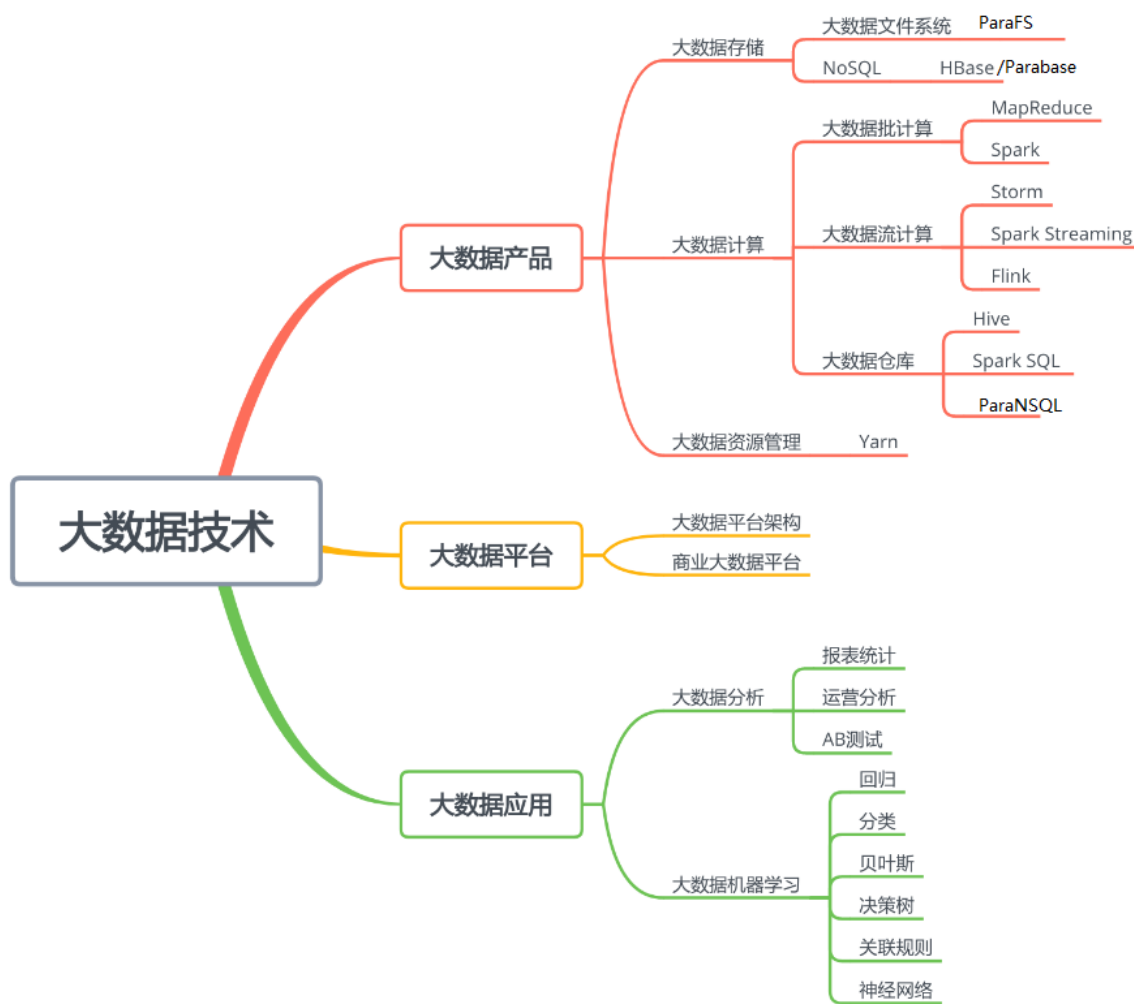 大数据技术
大数据产品
大数据存储
大数据文件系统 ParaFS
NoSQL HBase/Parabase
大数据计算
大数据批计算
MapReduce
Spark
大数据流计算
Storm
Spark Streaming
Flink
大数据仓库
Hive
Spark SQL
ParaNSQL
大数据资源管理 Yarn
大数据平台
大数据平台架构
商业大数据平台
大数据应用
大数据分析
报表统计
运营分析
AB测试
大数据机器学习
回归
分类
贝叶斯
决策树
关联规则
神经网络